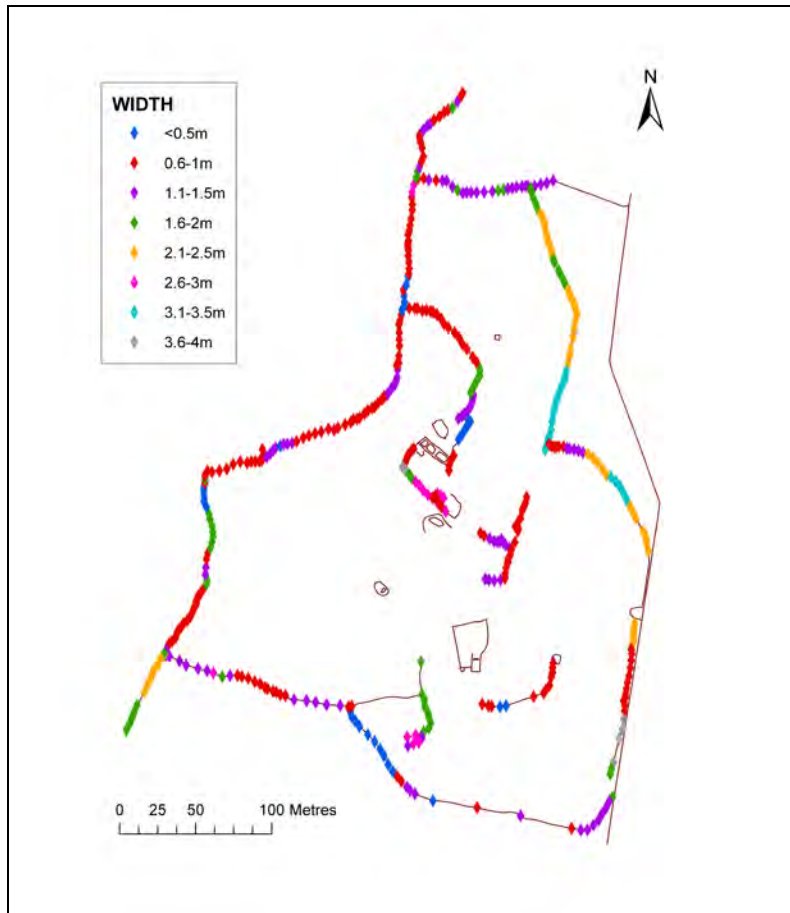 N
WIDTH
<0.5m
0.6-1m
1.1-1.5m
1.6-2m
2.1-2.5m
2.6-3m
3.1-3.5m
3.6-4m
0 25 50 100 Metres